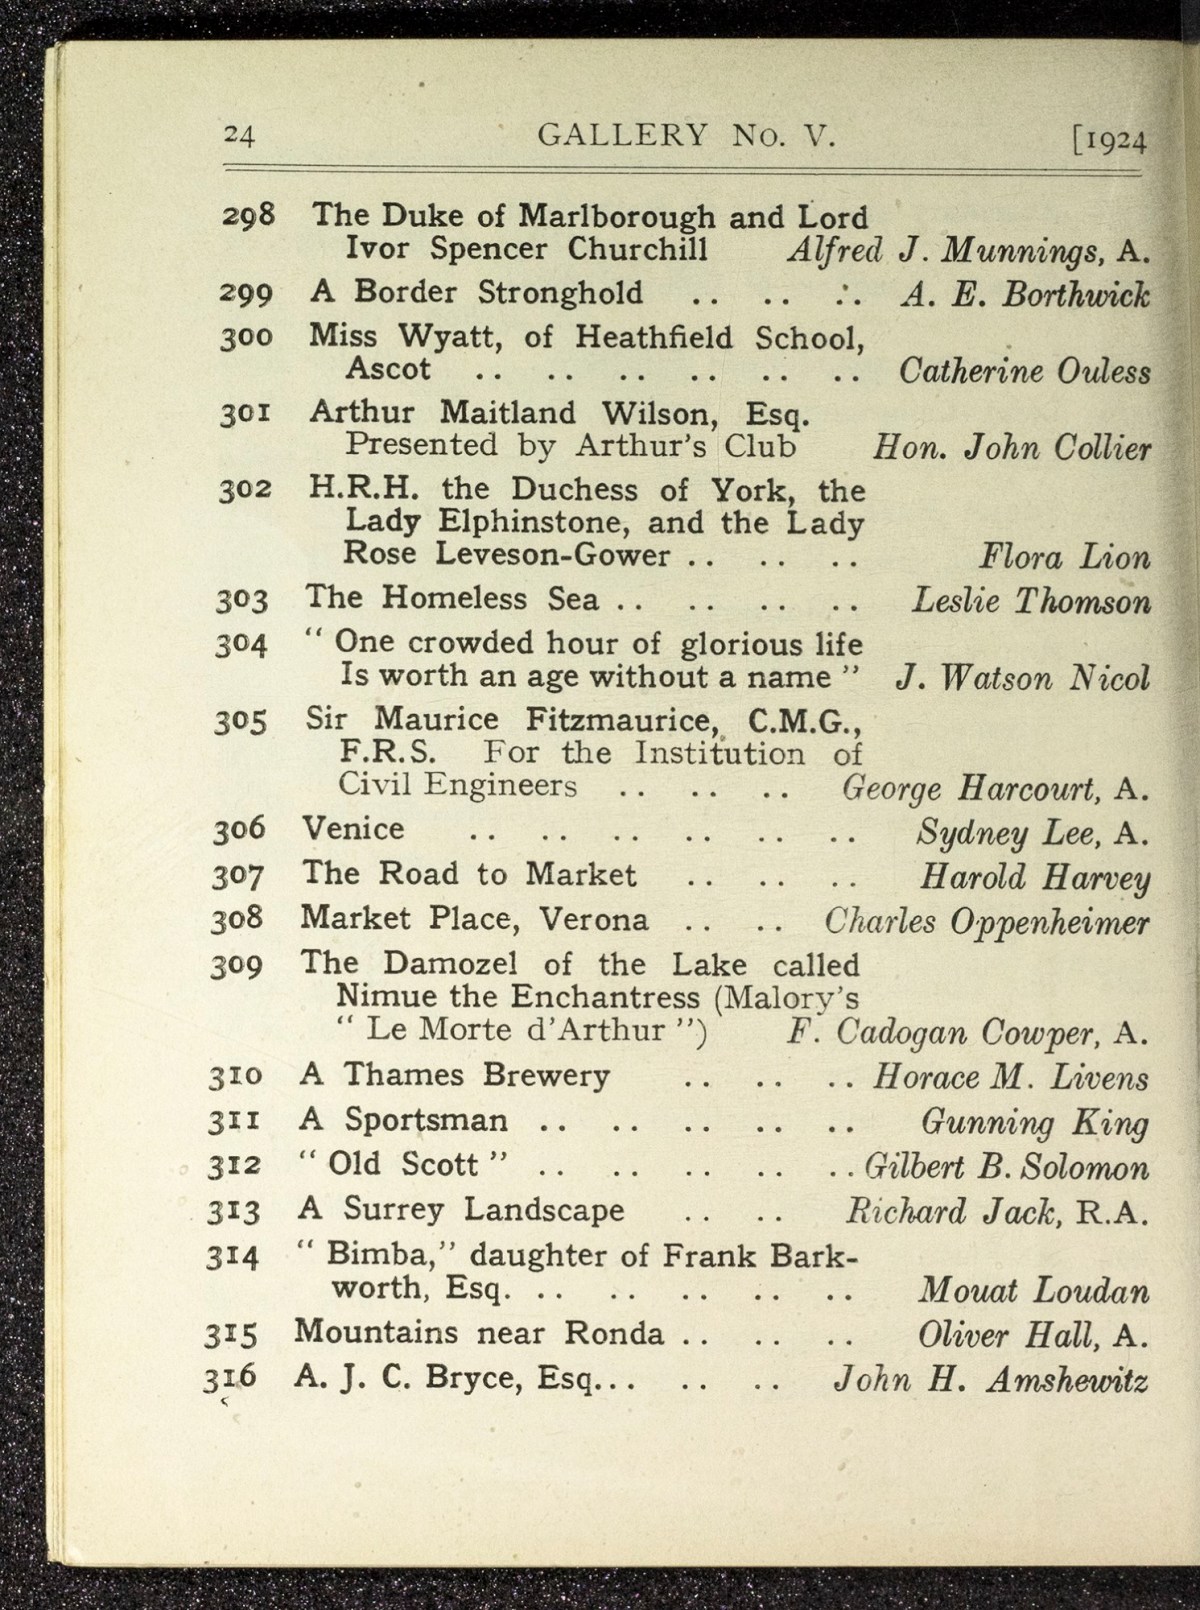 24 GALLERY No. V. [1924
298 The Duke of Marlborough and Lord
Ivor Spencer Churchill Alfred J. Munnings, A.
299 A Border Stronghold .. .. .. A. E. Borthwick
300 Miss Wyatt, of Heathfield School,
Ascot .. .. .. .. .. .. Catherine Ouless
301 Arthur Maitland Wilson, Esq.
Presented by Arthur's Club Hon. John Collier
302 H.R.H. the Duchess of York, the
Lady Elphinstone, and the Lady
Rose Leveson-Gower .. .. .. Flora Lion
303 The Homeless Sea .. .. .. .. Leslie Thomson
304 “ One crowded hour of glorious life
Is worth an age without a name ” J. Watson Nicol
305 Sir Maurice Fitzmaurice, C.M.G.,
F.R.S. For the Institution of
Civil Engineers .. .. .. George Harcourt, A.
306 Venice .. .. .. .. .. .. Sydney Lee, A.
307 The Road to Market .. .. .. Harold Harvey
308 Market Place, Verona .. .. Charles Oppenheimer
309 The Damozel of the Lake called
Nimue the Enchantress (Malory's
“ Le Morte d'Arthur ”) F. Cadogan Cowper, A.
310 A Thames Brewery .. .. .. Horace M. Livens
311 A Sportsman .. .. .. .. .. Gunning King
312 “ Old Scott ” .. .. .. .. .. Gilbert B. Solomon
313 A Surrey Landscape .. .. Richard Jack, R.A.
314 “ Bimba,” daughter of Frank Bark-
worth, Esq. .. .. .. .. .. Mouat Loudan
315 Mountains near Ronda .. .. .. Oliver Hall, A.
316 A. J. C. Bryce, Esq... .. .. John H. Amshewitz